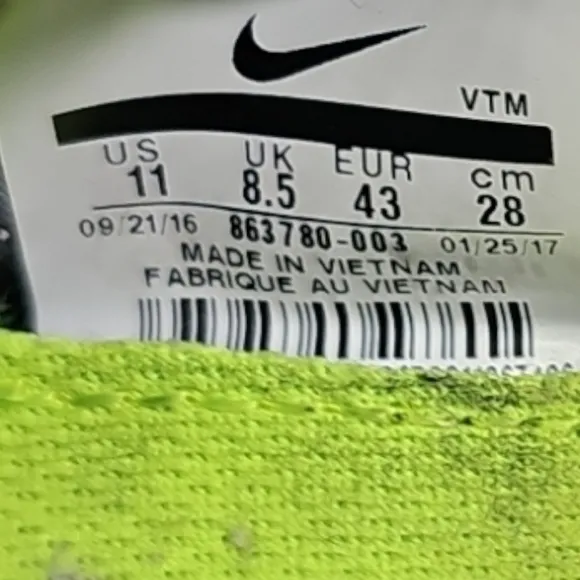 VTM
US UK EUR cm
11 8.5 43 28
09/21/16 863780-003 01/25/17
MADE IN VIETNAM
FABRIQUE AU VIETNAM